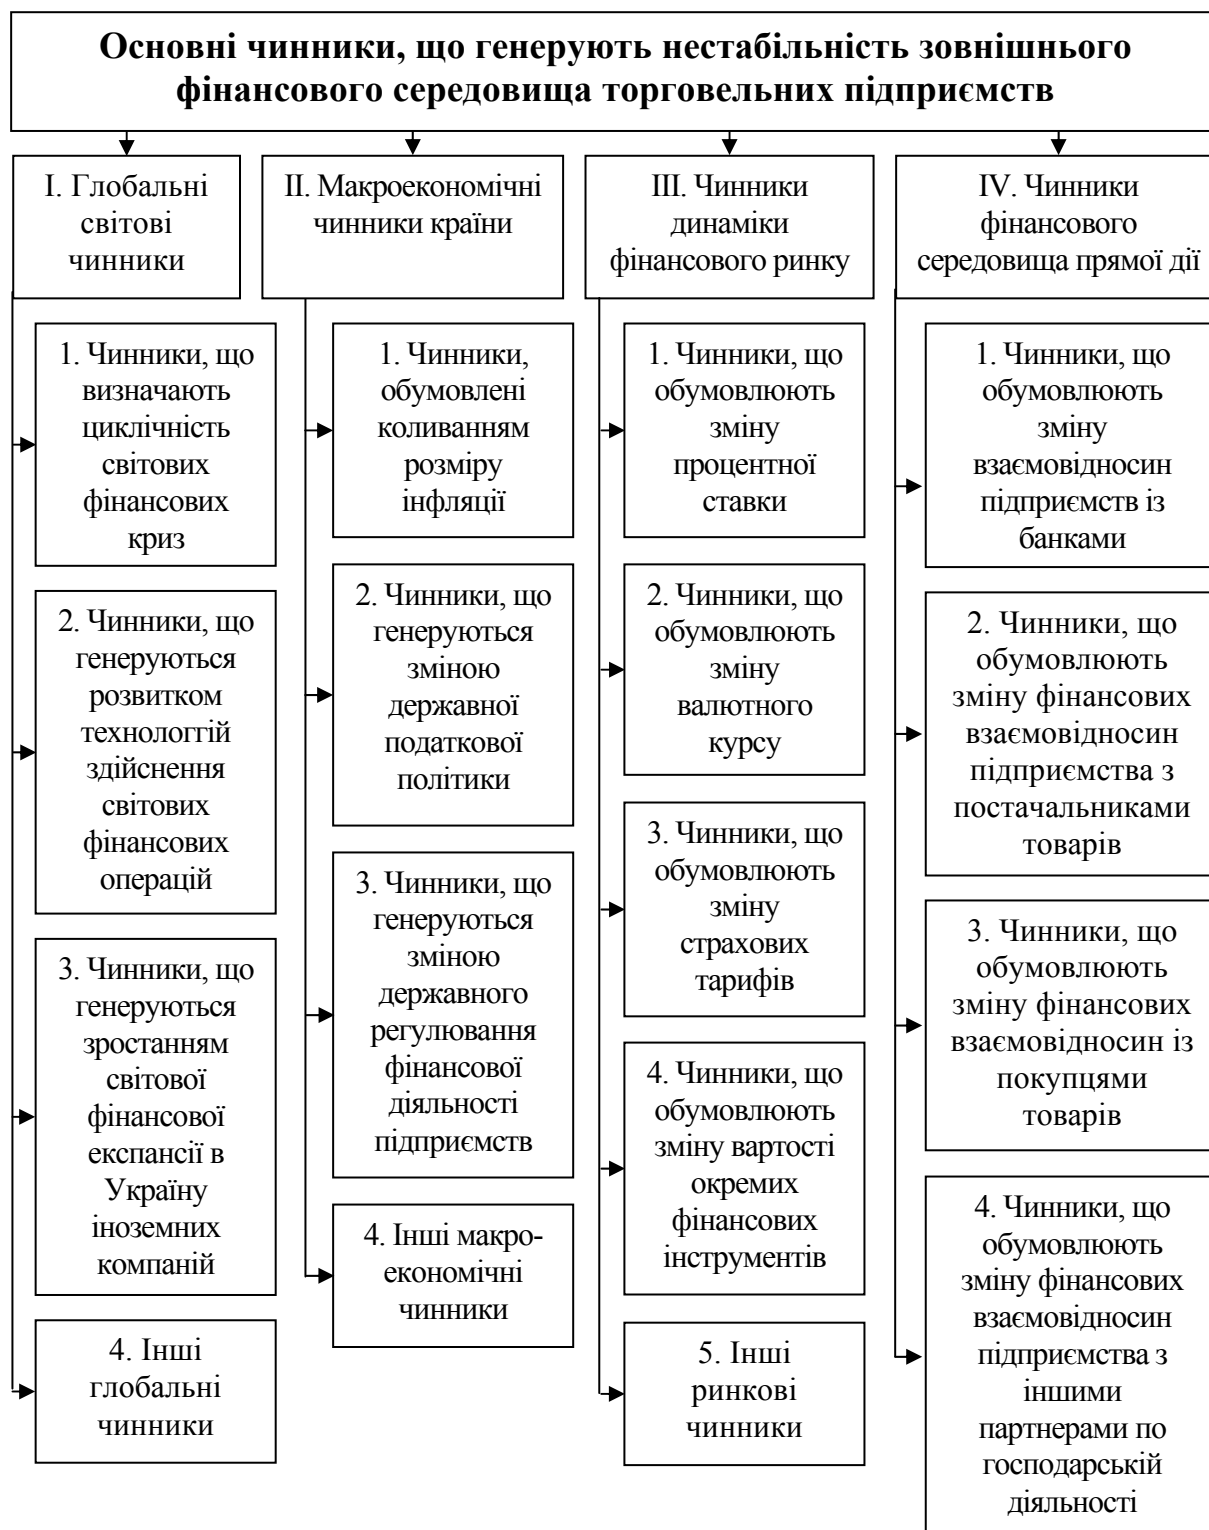 Основні чинники, що генерують нестабільність зовнішнього
фінансового середовища торговельних підприємств
І. Глобальні
світові
чинники
1. Чинники, що
визначають
циклічність
світових
фінансових
криз
2. Чинники, що
генеруються
розвитком
технологгій
здійснення
світових
фінансових
операцій
3. Чинники, що
генеруються
зростанням
світової
фінансової
експансії в
Україну
іноземних
компаній
4. Інші
глобальні
чинники
ІІ. Макроекономічні
чинники країни
1. Чинники,
обумовлені
коливанням
розміру
інфляції
2. Чинники, що
генеруються
зміною
державної
податкової
політики
3. Чинники, що
генеруються
зміною
державного
регулювання
фінансової
діяльності
підприємств
4. Інші макро-
економічні
чинники
ІІІ. Чинники
динаміки
фінансового ринку
1. Чинники, що
обумовлюють
зміну
процентної
ставки
2. Чинники, що
обумовлюють
зміну
валютного
курсу
3. Чинники, що
обумовлюють
зміну
страхових
тарифів
4. Чинники, що
обумовлюють
зміну вартості
окремих
фінансових
інструментів
5. Інші
ринкові
чинники
IV. Чинники
фінансового
середовища прямої дії
1. Чинники, що
обумовлюють
зміну
взаємовідносин
підприємств із
банками
2. Чинники, що
обумовлюють
зміну фінансових
взаємовідносин
підприємства з
постачальниками
товарів
3. Чинники, що
обумовлюють
зміну фінансових
взаємовідносин із
покупцями
товарів
4. Чинники, що
обумовлюють
зміну фінансових
взаємовідносин
підприємства з
іншими
партнерами по
господарській
діяльності